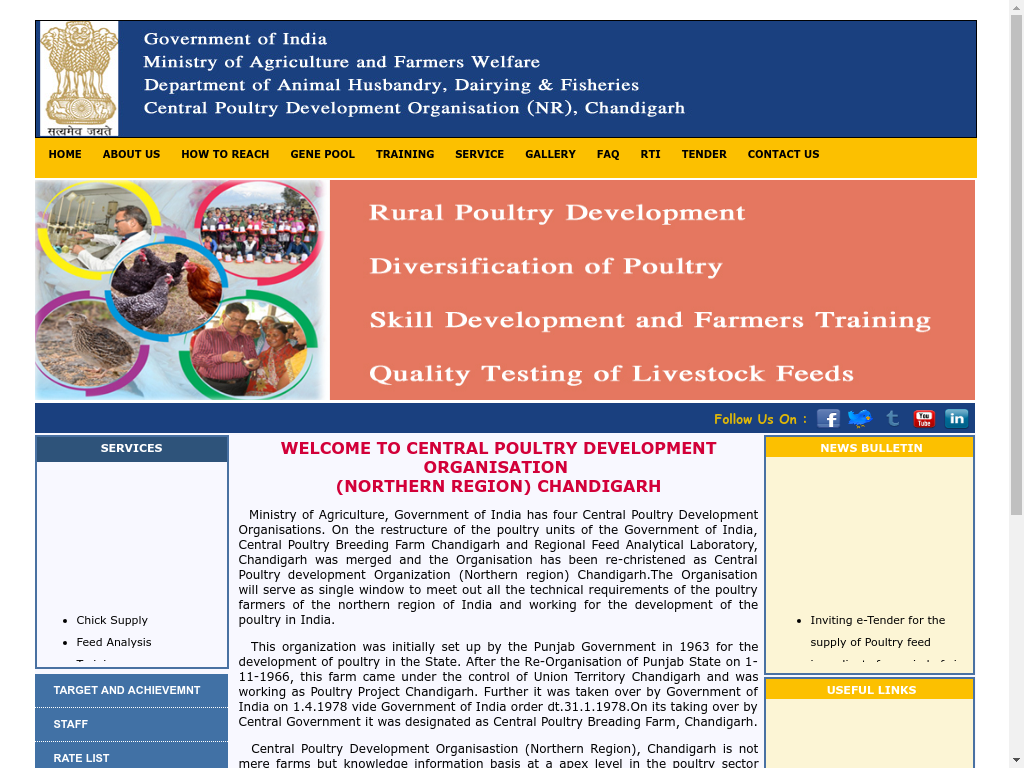 Government of India
Ministry of Agriculture and Farmers Welfare
Department of Animal Husbandry, Dairying & Fisheries
Central Poultry Development Organisation (NR), Chandigarh
सत्यमेव जयते
HOME ABOUT US HOW TO REACH GENE POOL TRAINING SERVICE GALLERY FAQ RTI TENDER CONTACT US
Rural Poultry Development
Diversification of Poultry
Skill Development and Farmers Training
Quality Testing of Livestock Feeds
Follow Us On :
SERVICES
Chick Supply
Feed Analysis
TARGET AND ACHIEVEMNT
STAFF
RATE LIST
WELCOME TO CENTRAL POULTRY DEVELOPMENT
ORGANISATION
(NORTHERN REGION) CHANDIGARH
Ministry of Agriculture, Government of India has four Central Poultry Development
Organisations. On the restructure of the poultry units of the Government of India,
Central Poultry Breeding Farm Chandigarh and Regional Feed Analytical Laboratory,
Chandigarh was merged and the Organisation has been re-christened as Central
Poultry development Organization (Northern region) Chandigarh.The Organisation
will serve as single window to meet out all the technical requirements of the poultry
farmers of the northern region of India and working for the development of the
poultry in India.
This organization was initially set up by the Punjab Government in 1963 for the
development of poultry in the State. After the Re-Organisation of Punjab State on 1-
11-1966, this farm came under the control of Union Territory Chandigarh and was
working as Poultry Project Chandigarh. Further it was taken over by Government of
India on 1.4.1978 vide Government of India order dt.31.1.1978.On its taking over by
Central Government it was designated as Central Poultry Breading Farm, Chandigarh.
Central Poultry Development Organisastion (Northern Region), Chandigarh is not
mere farms but knowledge information basis at a apex level in the poultry sector
NEWS BULLETIN
Inviting e-Tender for the
supply of Poultry feed
USEFUL LINKS